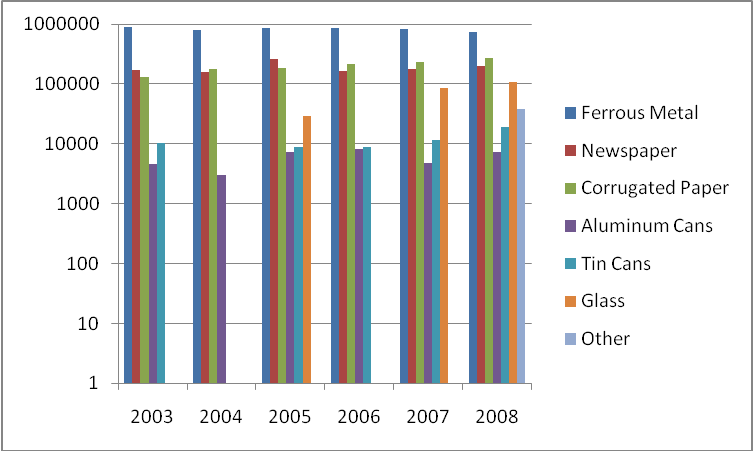 1000000
100000
10000
1000
100
10
1
2003 2004 2005 2006 2007 2008
Ferrous Metal
Newspaper
Corrugated Paper
Aluminum Cans
Tin Cans
Glass
Other